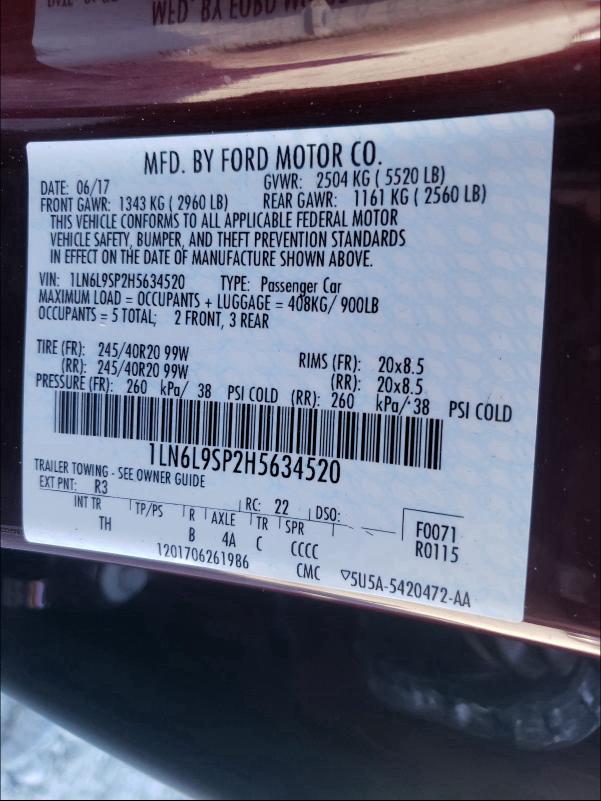 MFD. BY FORD MOTOR CO.
DATE: 06/17 GVWR: 2504 KG ( 5520 LB)
FRONT GAWR: 1343 KG ( 2960 LB) REAR GAWR: 1161 KG ( 2560 LB)
THIS VEHICLE CONFORMS TO ALL APPLICABLE FEDERAL MOTOR
VEHICLE SAFETY, BUMPER, AND THEFT PREVENTION STANDARDS
IN EFFECT ON THE DATE OF MANUFACTURE SHOWN ABOVE.
VIN: 1LN6L9SP2H5634520 TYPE: Passenger Car
MAXIMUM LOAD = OCCUPANTS + LUGGAGE = 408KG/ 900LB
OCCUPANTS = 5 TOTAL; 2 FRONT, 3 REAR
TIRE (FR): 245/40R20 99W RIMS (FR): 20x8.5
(RR): 245/40R20 99W (RR): 20x8.5
PRESSURE (FR): 260 kPa/ 38 PSI COLD (RR): 260 kPa/ 38 PSI COLD
1LN6L9SP2H5634520
TRAILER TOWING - SEE OWNER GUIDE
EXT PNT: R3 RC: 22 DSO: F0071
INT TR TP/PS R AXLE TR SPR R0115
TH B 4A C CCCC
1201706261986 CMC ▽5U5A-5420472-AA